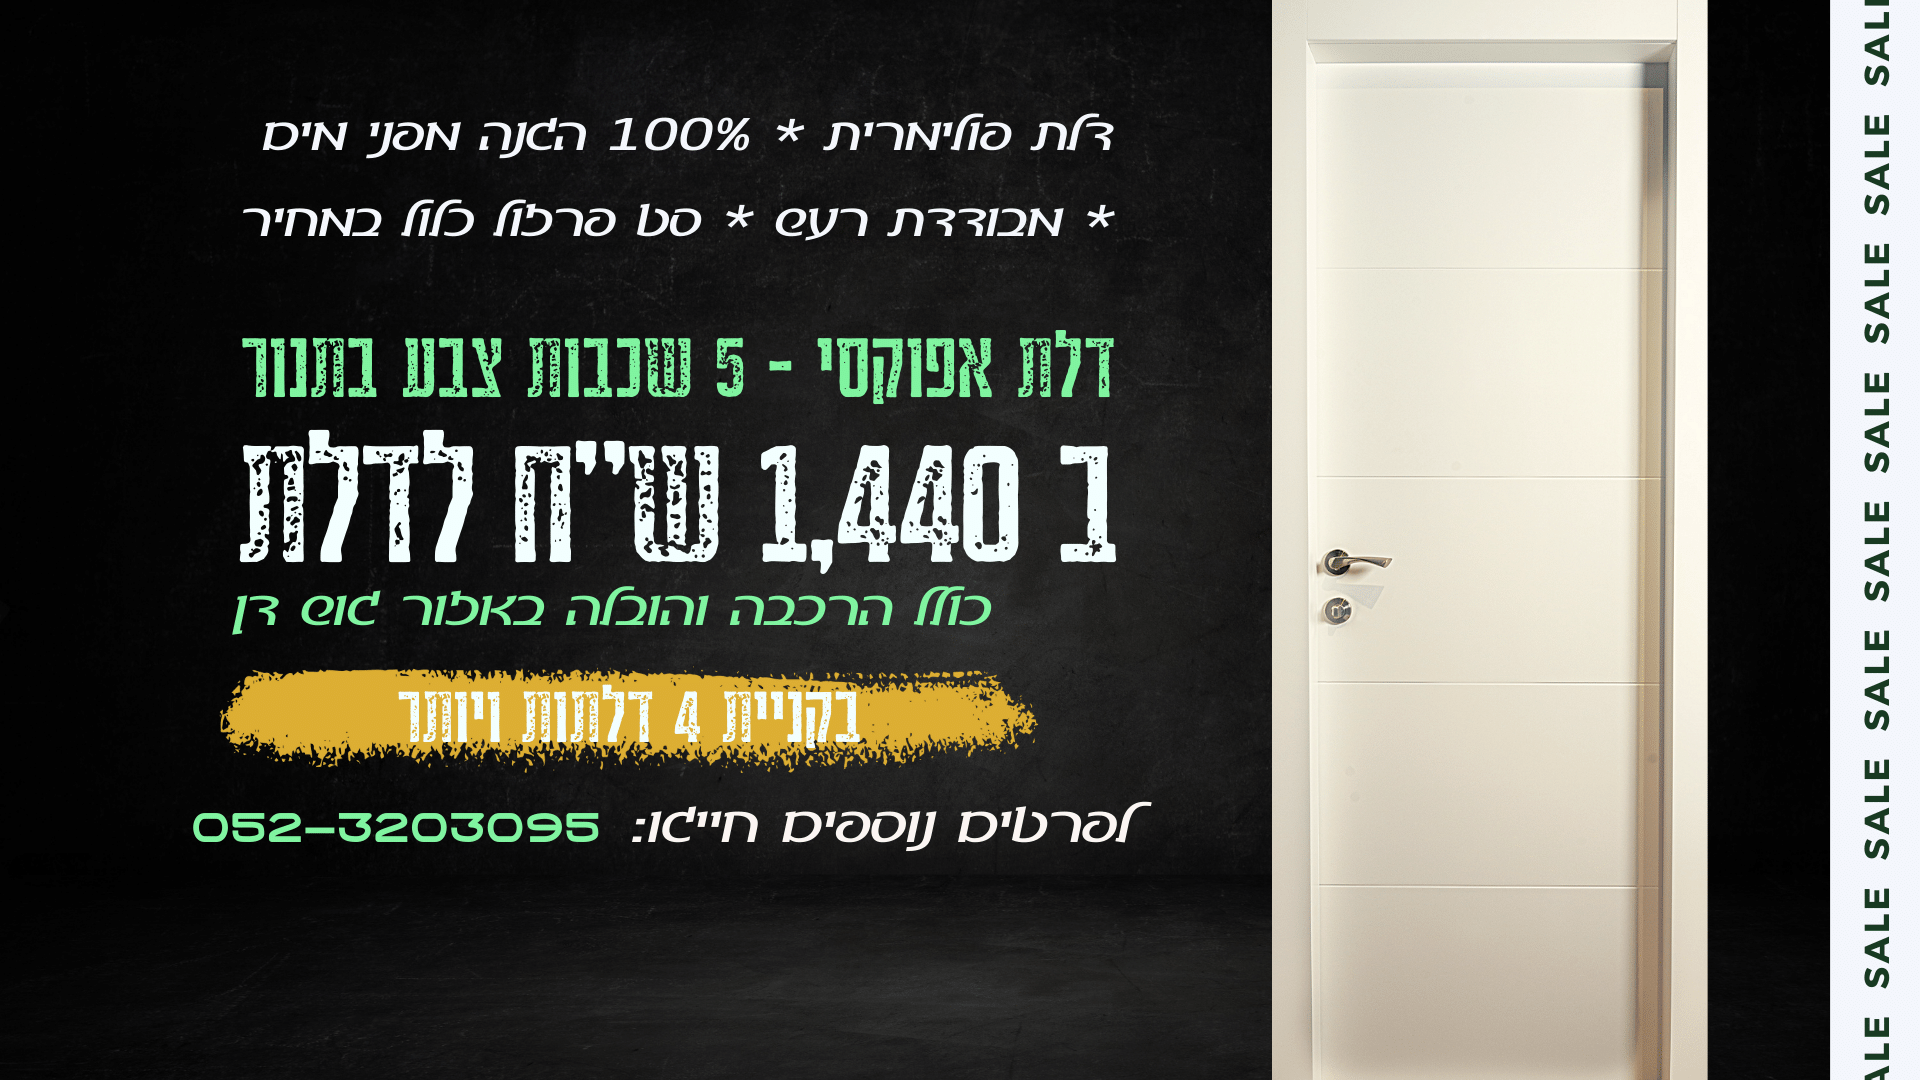 דלת פולימרית * 100% הגנה מפני מים
* מבודדת רעש * סט פרזול כלול במחיר
דלת אפוקסי - 5 שכבות צבע בתנור
ב 1,440 ש"ח לדלת
כולל הרכבה והובלה באזור גוש דן
בקניית 4 דלתות ויותר
לפרטים נוספים חייגו: 052-3203095
SALE SALE SALE SALE SALE SALE SALE SALE SALE